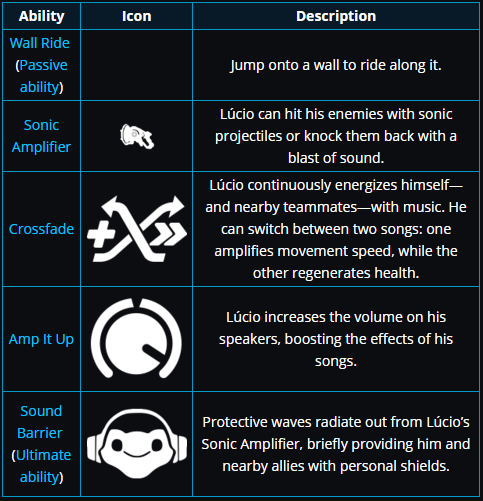 Ability Icon Description
Wall Ride
(Passive
ability)
Jump onto a wall to ride along it.
Sonic
Amplifier
Lúcio can hit his enemies with sonic
projectiles or knock them back with a
blast of sound.
Crossfade
Lúcio continuously energizes himself—
and nearby teammates—with music. He
can switch between two songs: one
amplifies movement speed, while the
other regenerates health.
Amp It Up
Lúcio increases the volume on his
speakers, boosting the effects of his
songs.
Sound
Barrier
(Ultimate
ability)
Protective waves radiate out from Lúcio’s
Sonic Amplifier, briefly providing him and
nearby allies with personal shields.